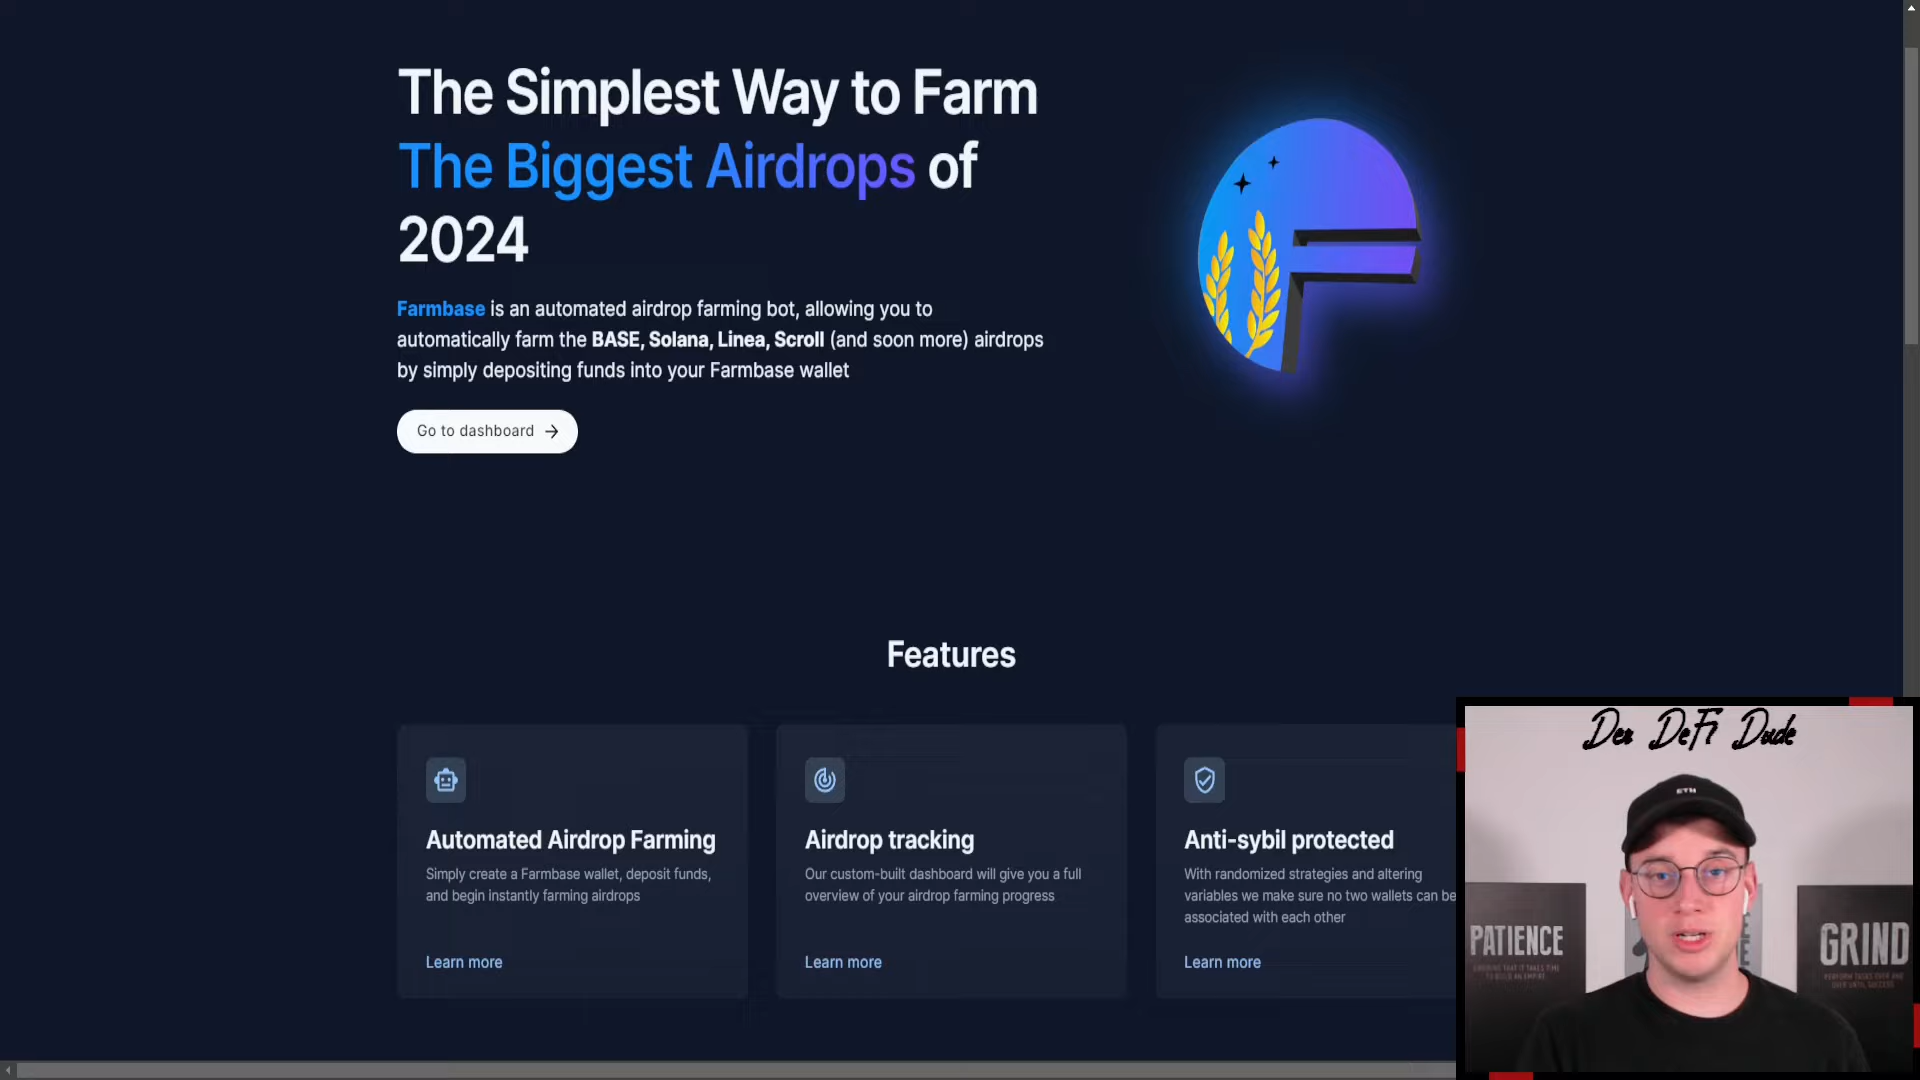 The Simplest Way to Farm
The Biggest Airdrops of
2024
Farmbase is an automated airdrop farming bot, allowing you to
automatically farm the BASE, Solana, Linea, Scroll (and soon more) airdrops
by simply depositing funds into your Farmbase wallet
Go to dashboard
Features
Automated Airdrop Farming
Simply create a Farmbase wallet, deposit funds,
and begin instantly farming airdrops
Learn more
Airdrop tracking
Our custom-built dashboard will give you a full
overview of your airdrop farming progress
Learn more
Anti-sybil protected
With randomized strategies and altering
variables we make sure no two wallets can be
associated with each other
Learn more
Der DeFi Dude
ETH
PATIENCE
GRIND